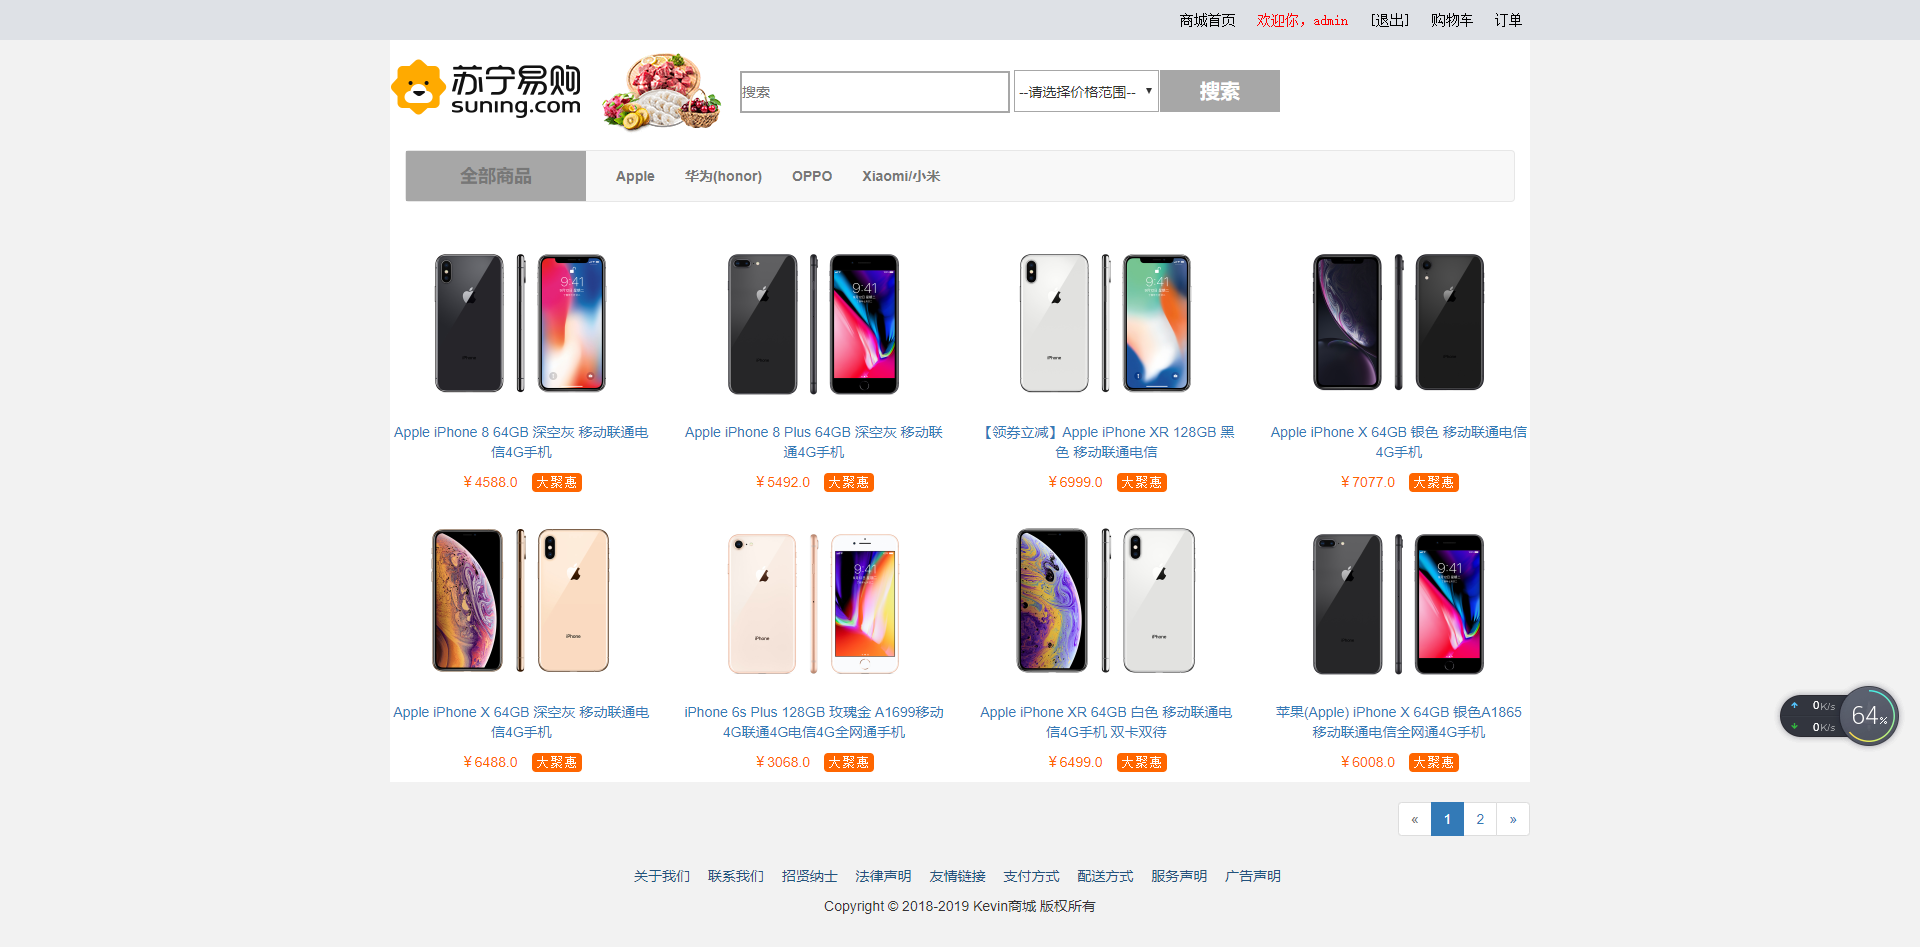 商城首页 欢迎你，admin [退出] 购物车 订单
苏宁易购
suning.com
搜索 --请选择价格范围-- 搜索
全部商品 Apple 华为(honor) OPPO Xiaomi/小米
Apple iPhone 8 64GB 深空灰 移动联通电
信4G手机
¥4588.0 大聚惠
Apple iPhone 8 Plus 64GB 深空灰 移动联
通4G手机
¥5492.0 大聚惠
【领券立减】Apple iPhone XR 128GB 黑
色 移动联通电信
¥6999.0 大聚惠
Apple iPhone X 64GB 银色 移动联通电信
4G手机
¥7077.0 大聚惠
Apple iPhone X 64GB 深空灰 移动联通电
信4G手机
¥6488.0 大聚惠
iPhone 6s Plus 128GB 玫瑰金 A1699移动
4G联通4G电信4G全网通手机
¥3068.0 大聚惠
Apple iPhone XR 64GB 白色 移动联通电
信4G手机 双卡双待
¥6499.0 大聚惠
苹果(Apple) iPhone X 64GB 银色A1865
移动联通电信全网通4G手机
¥6008.0 大聚惠
0K/s
0K/s
64%
« 1 2 »
关于我们 联系我们 招贤纳士 法律声明 友情链接 支付方式 配送方式 服务声明 广告声明
Copyright © 2018-2019 Kevin商城 版权所有